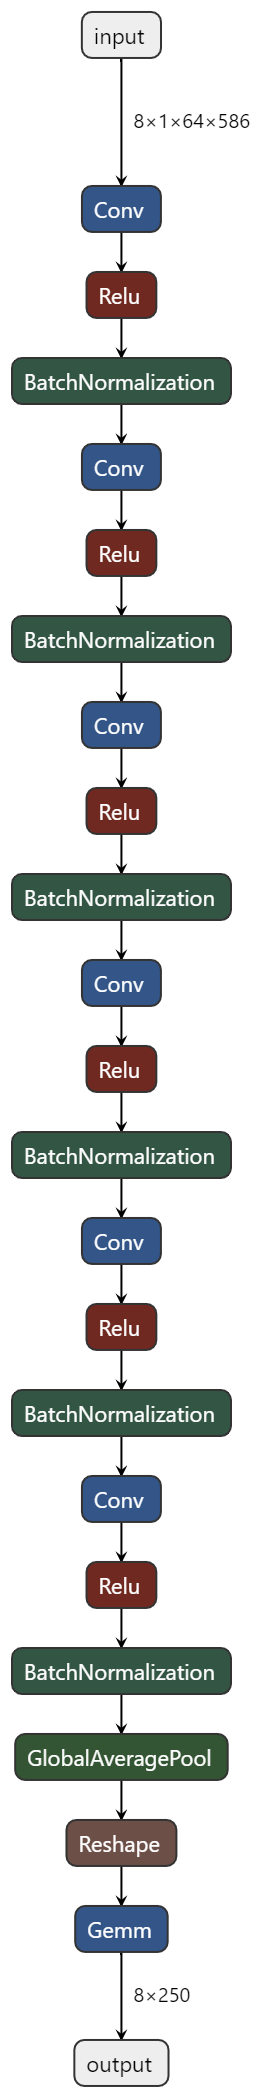 input
8×1×64×586
Conv
Relu
BatchNormalization
Conv
Relu
BatchNormalization
Conv
Relu
BatchNormalization
Conv
Relu
BatchNormalization
Conv
Relu
BatchNormalization
Conv
Relu
BatchNormalization
GlobalAveragePool
Reshape
Gemm
8×250
output